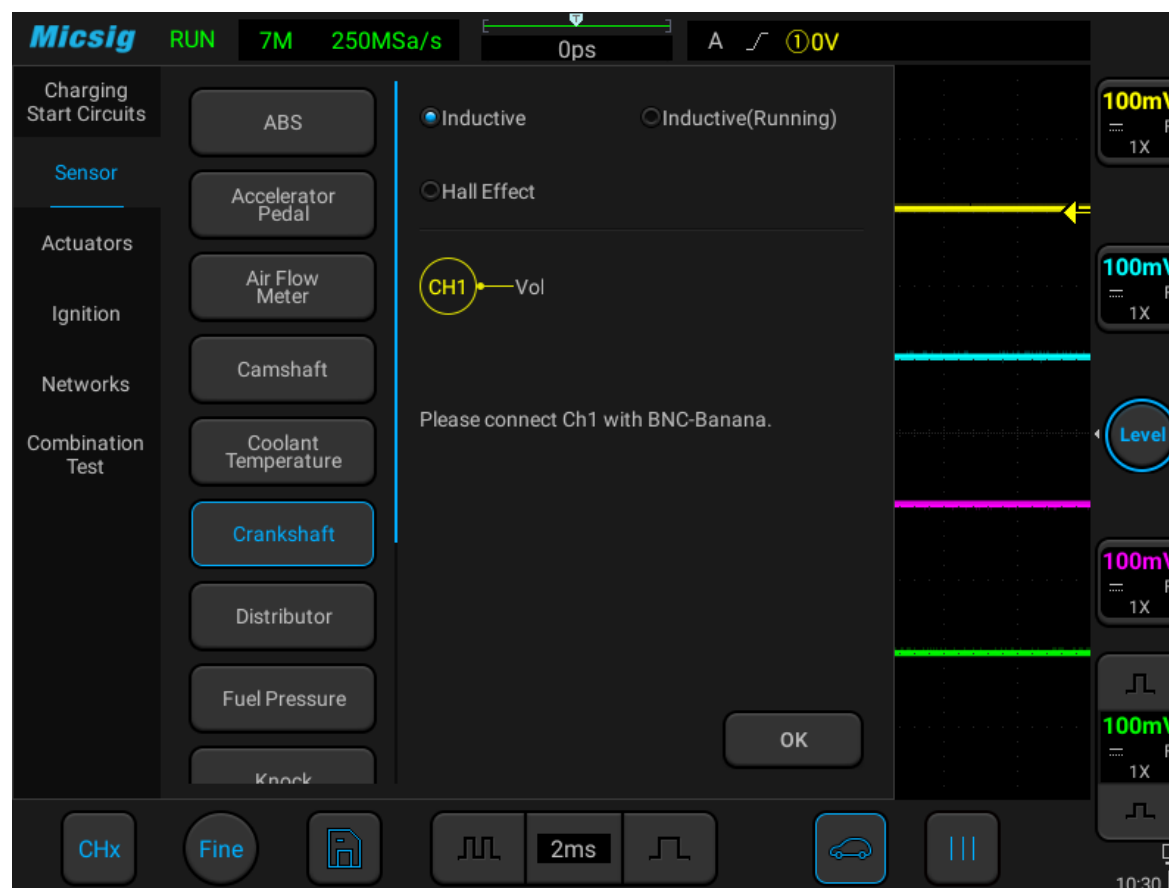 Micsig RUN 7M 250MSa/s T 0ps A ①0V
Charging
Start Circuits
Sensor
Actuators
Ignition
Networks
Combination
Test
ABS
Accelerator
Pedal
Air Flow
Meter
Camshaft
Coolant
Temperature
Crankshaft
Distributor
Fuel Pressure
Knock
Inductive Inductive(Running)
Hall Effect
CH1 Vol
Please connect Ch1 with BNC-Banana.
OK
100mV
1X
100mV
1X
Level
100mV
1X
100mV
1X
CHx Fine 2ms
10:30